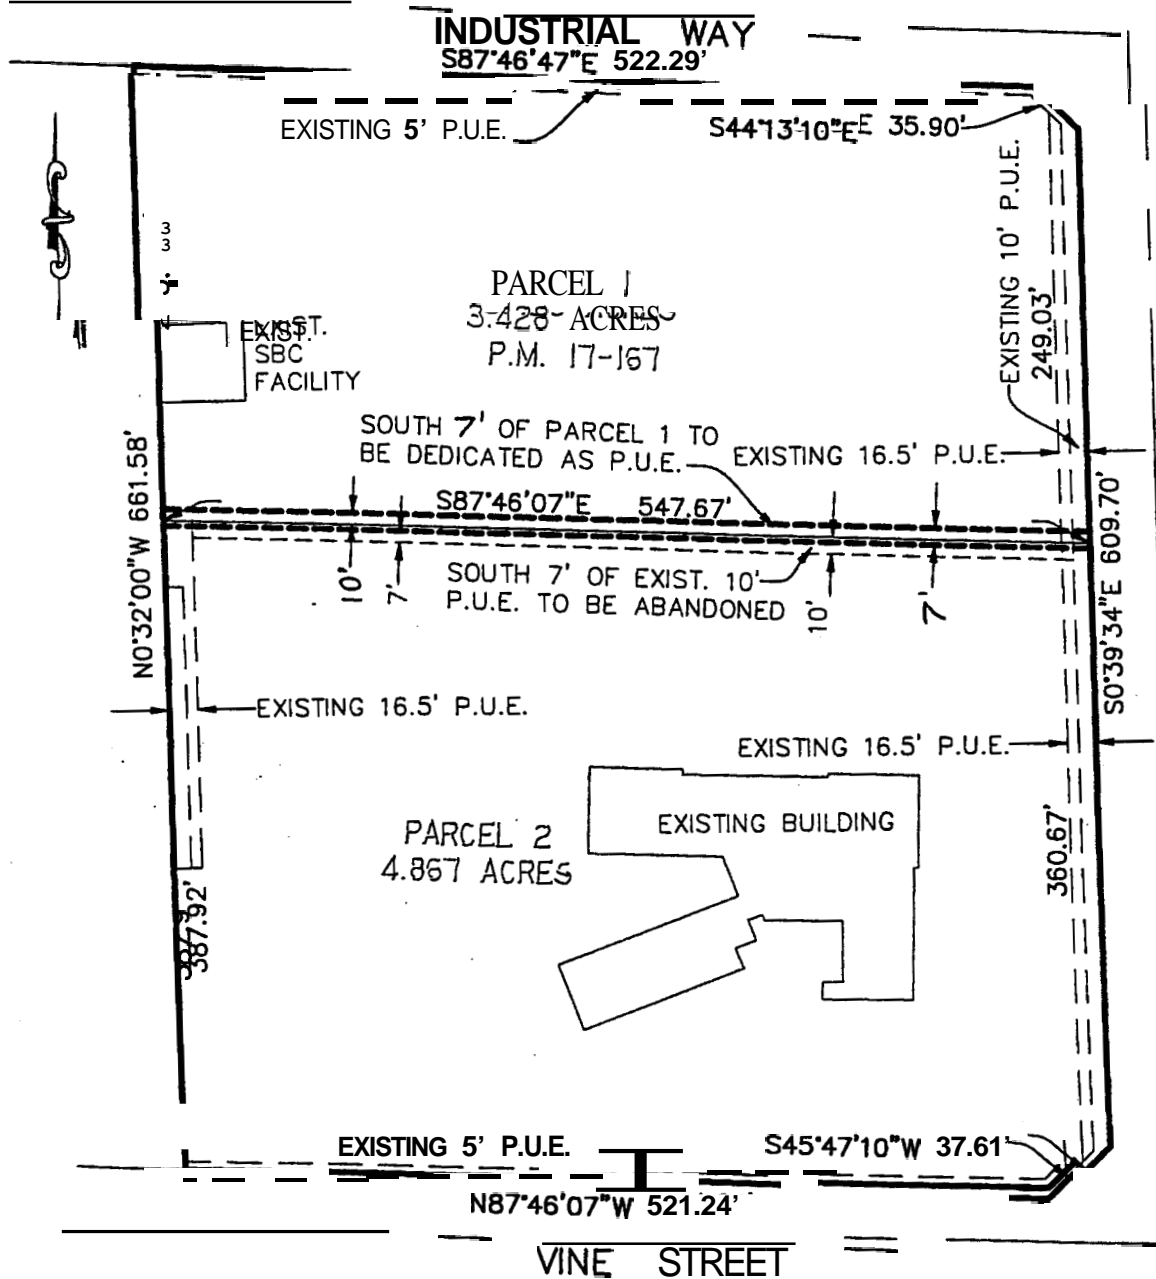 INDUSTRIAL WAY
S87°46'47"E 522.29'
EXISTING 5' P.U.E.
S44°13'10"E E 35.90'
EXISTING 10' P.U.E.
249.03'
3
3
PARCEL 1
3.428 ACRES
P.M. 17-167
EXIST.
SBC
FACILITY
SOUTH 7' OF PARCEL 1 TO
BE DEDICATED AS P.U.E.
EXISTING 16.5' P.U.E.
N0°32'00"W 661.58'
S87°46'07"E 547.67'
S0°39'34"E 609.70'
10'
7'
SOUTH 7' OF EXIST. 10'
P.U.E. TO BE ABANDONED
10'
7'
EXISTING 16.5' P.U.E.
EXISTING 16.5' P.U.E.
PARCEL 2
4.867 ACRES
EXISTING BUILDING
360.67'
387.92'
EXISTING 5' P.U.E.
S45°47'10"W 37.61'
N87°46'07"W 521.24'
VINE STREET